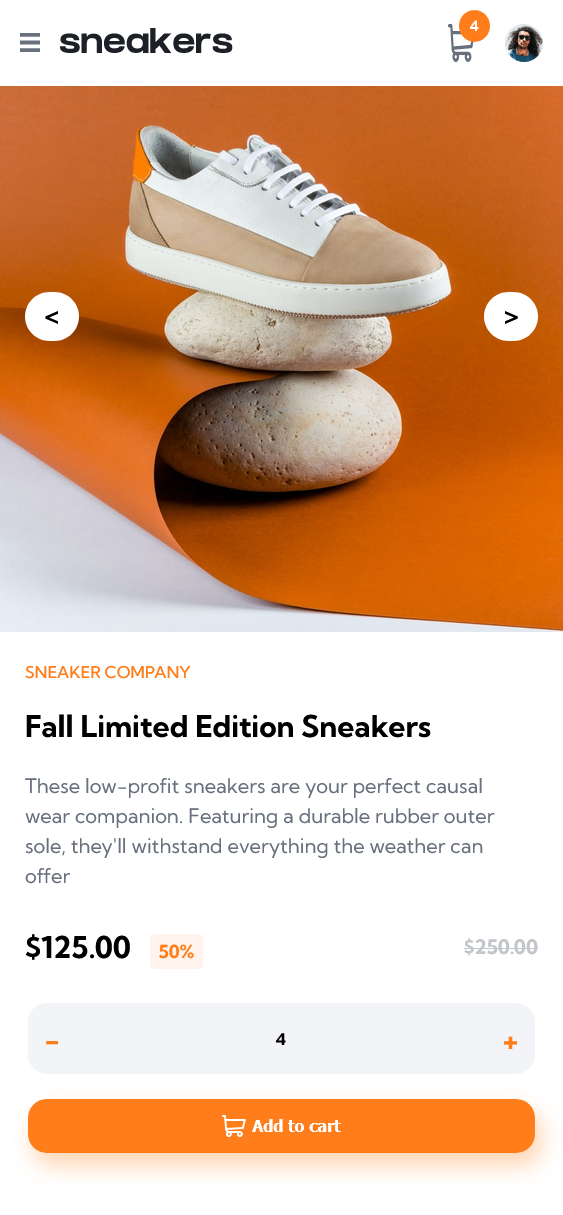 sneakers
4
<
>
SNEAKER COMPANY
Fall Limited Edition Sneakers
These low-profit sneakers are your perfect causal
wear companion. Featuring a durable rubber outer
sole, they'll withstand everything the weather can
offer
$125.00 50% $250.00
- 4 +
Add to cart